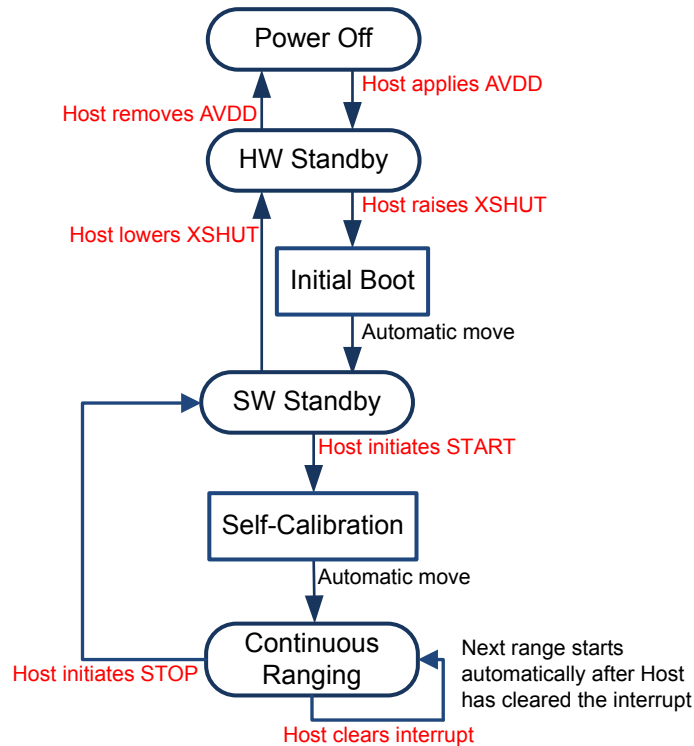 Power Off
Host applies AVDD
Host removes AVDD
HW Standby
Host raises XSHUT
Host lowers XSHUT
Initial Boot
Automatic move
SW Standby
Host initiates START
Self-Calibration
Automatic move
Continuous
Ranging
Next range starts
automatically after Host
has cleared the interrupt
Host initiates STOP
Host clears interrupt